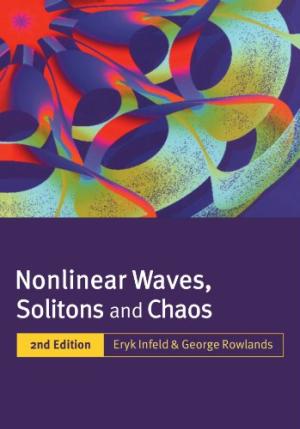 Nonlinear Waves,
Solitons and Chaos
2nd Edition
Eryk Infeld & George Rowlands